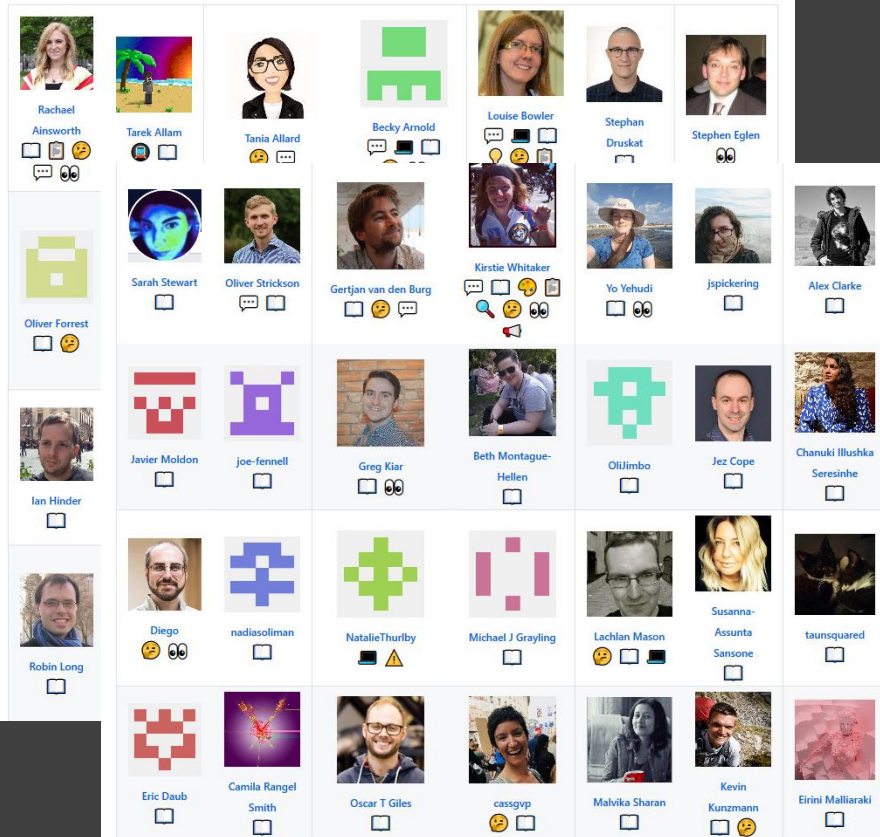 Rachael
Ainsworth
Tarek Allam
Tania Allard
Becky Arnold
Louise Bowler
Stephan
Druskat
Stephen Eglen
Oliver Forrest
Sarah Stewart
Oliver Strickson
Gertjan van den Burg
Kirstie Whitaker
Yo Yehudi
jspickering
Alex Clarke
Ian Hinder
Javier Moldon
joe-fennell
Greg Kiar
Beth Montague-
Hellen
OliJimbo
Jez Cope
Chanuki Illushka
Seresinhe
Robin Long
Diego
nadiasoliman
NatalieThurlby
Michael J Grayling
Lachlan Mason
Susanna-
Assunta
Sansone
taunsquared
Eric Daub
Camila Rangel
Smith
Oscar T Giles
cassgvp
Malvika Sharan
Kevin
Kunzmann
Eirini Malliaraki